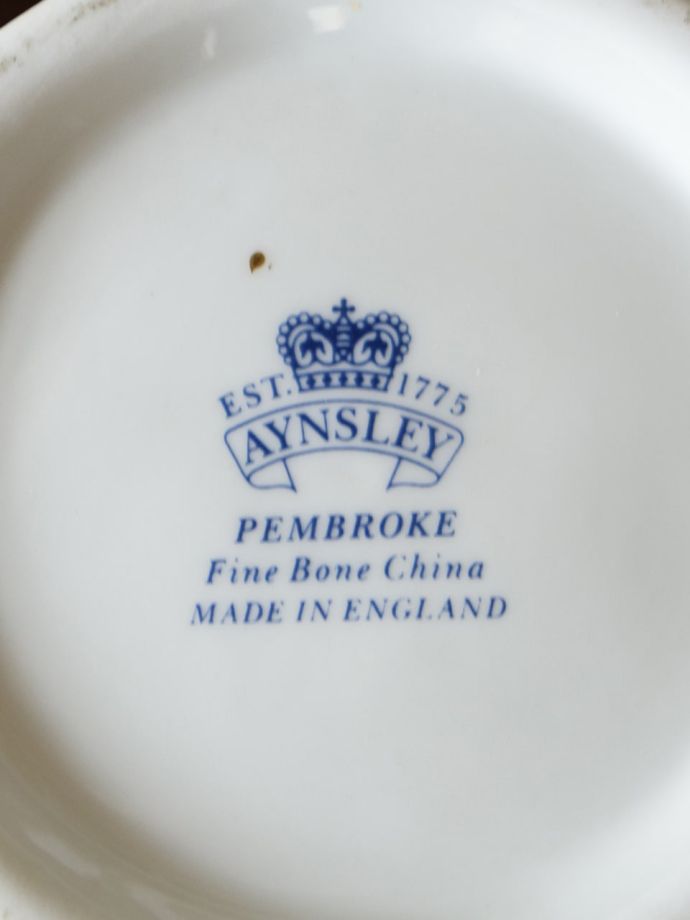 EST. 1775
AYNSLEY
PEMBROKE
Fine Bone China
MADE IN ENGLAND